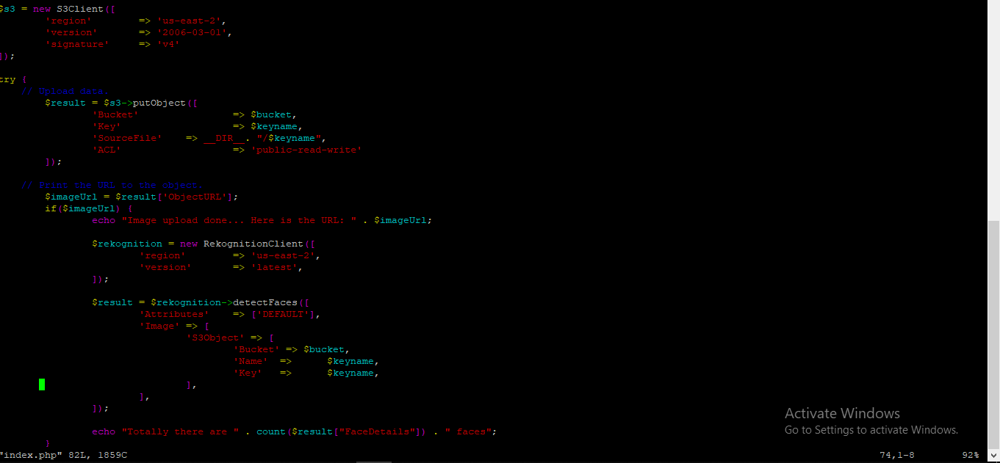 $s3 = new S3Client([
'region' => 'us-east-2',
'version' => '2006-03-01',
'signature' => 'v4'
]);
try {
// Upload data.
$result = $s3->putObject([
'Bucket' => $bucket,
'Key' => $keyname,
'SourceFile' => __DIR__. "/$keyname",
'ACL' => 'public-read-write'
]);
// Print the URL to the object.
$imageUrl = $result['ObjectURL'];
if($imageUrl) {
echo "Image upload done... Here is the URL: " . $imageUrl;
$rekognition = new RekognitionClient([
'region' => 'us-east-2',
'version' => 'latest',
]);
$result = $rekognition->detectFaces([
'Attributes' => ['DEFAULT'],
'Image' => [
'S3Object' => [
'Bucket' => $bucket,
'Name' => $keyname,
'Key' => $keyname,
],
],
]);
echo "Totally there are " . count($result["FaceDetails"]) . " faces";
}
"index.php" 82L, 1859C 74,1-8 92%
Activate Windows
Go to Settings to activate Windows.